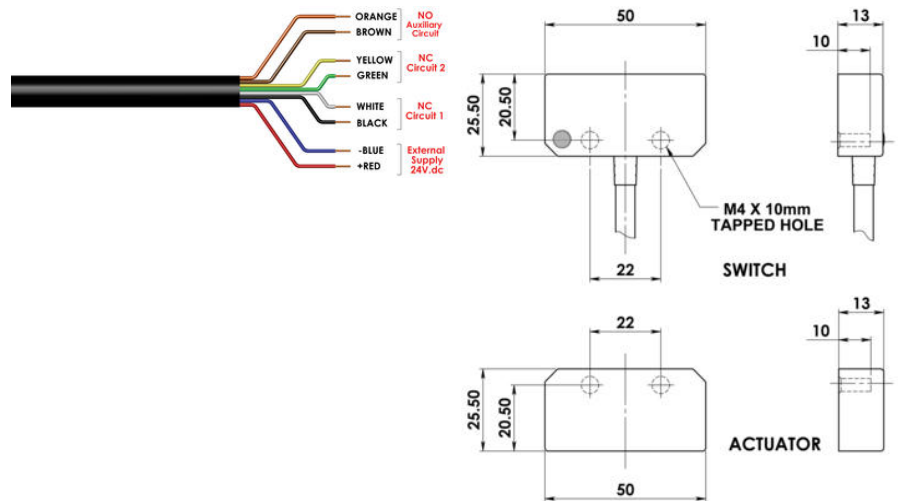 ORANGE
BROWN
NO
Auxiliary
Circuit
YELLOW
GREEN
NC
Circuit 2
WHITE
BLACK
NC
Circuit 1
-BLUE
+RED
External
Supply
24V.dc
50
13
10
25.50
20.50
M4 X 10mm
TAPPED HOLE
22
SWITCH
22
13
10
25.50
20.50
ACTUATOR
50